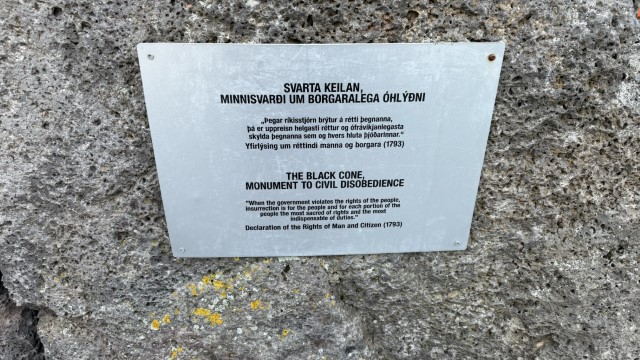 SVARTA KEILAN,
MINNISVARÐI UM BORGARALEGA ÓHLÝÐNI
„Þegar ríkisstjórn brýtur á rétti þegnanna,
þá er uppreisn helgasti réttur og ófrávíkjanlegasta
skylda þegnanna sem og hvers hluta þjóðarinnar."
Yfirlýsing um réttindi manna og borgara (1793)
THE BLACK CONE,
MONUMENT TO CIVIL DISOBEDIENCE
"When the government violates the rights of the people,
insurrection is for the people and for each portion of the
people the most sacred of rights and the most
indispensable of duties."
Declaration of the Rights of Man and Citizen (1793)